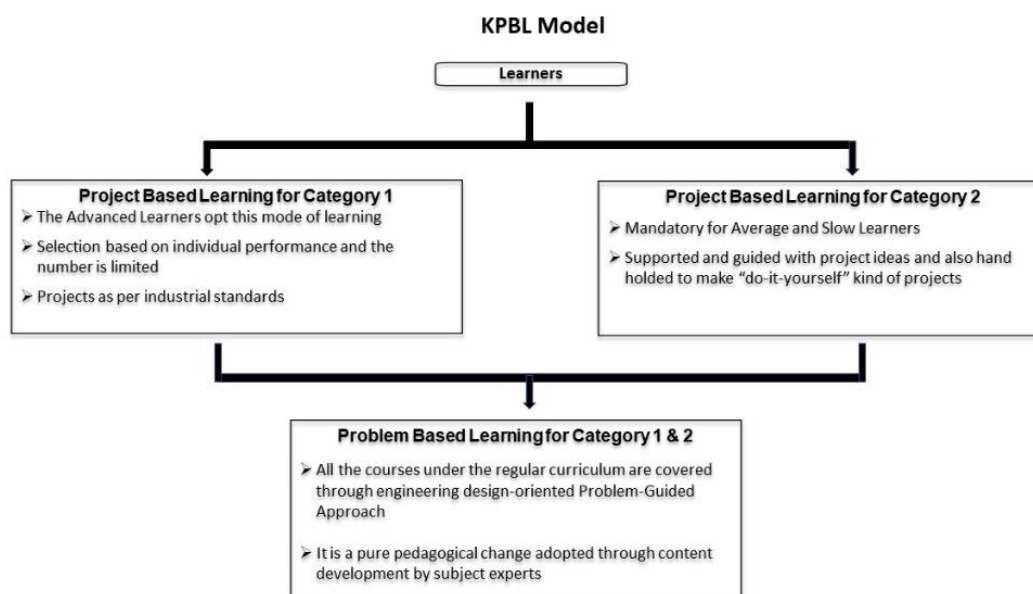 KPBL Model
Learners
Project Based Learning for Category 1
➤ The Advanced Learners opt this mode of learning
➤ Selection based on individual performance and the
number is limited
➤ Projects as per industrial standards
Project Based Learning for Category 2
➤ Mandatory for Average and Slow Learners
➤ Supported and guided with project ideas and also hand
holded to make “do-it-yourself” kind of projects
Problem Based Learning for Category 1 & 2
➤ All the courses under the regular curriculum are covered
through engineering design-oriented Problem-Guided
Approach
➤ It is a pure pedagogical change adopted through content
development by subject experts